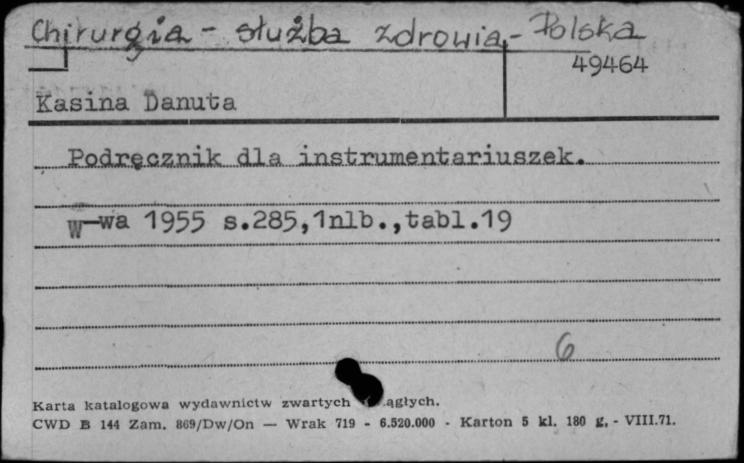 Chirurgia - służba zdrowia - Polska
49464
Kasina Danuta
Podręcznik dla instrumentariuszek.
W-wa 1955 s.285,1nlb.,tabl.19
6
Karta katalogowa wydawnictw zwartych ągłych.
CWD B 144 Zam. 869/Dw/On — Wrak 719 - 6.520.000 - Karton 5 kl. 180 g. - VIII.71.